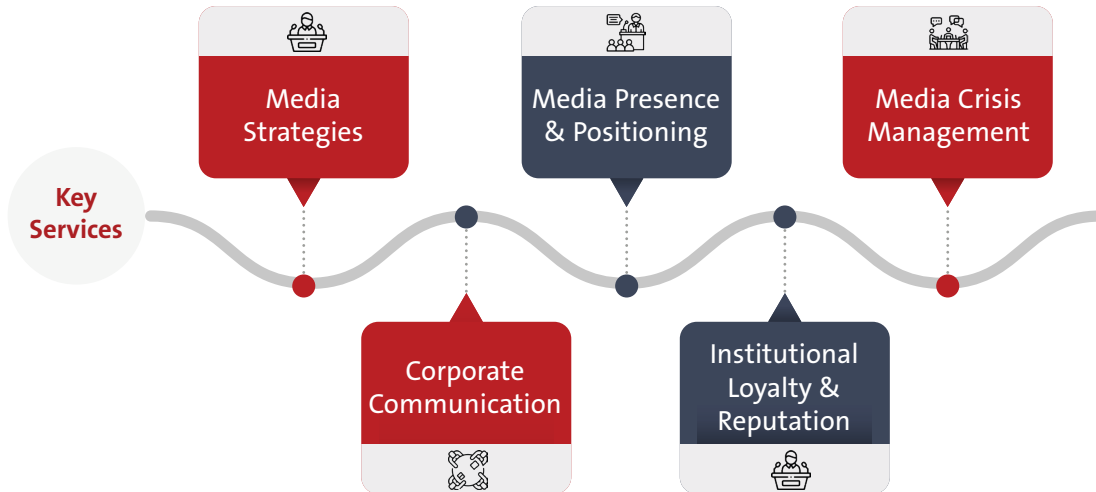 Key
Services
Media
Strategies
Corporate
Communication
Media Presence
& Positioning
Institutional
Loyalty &
Reputation
Media Crisis
Management